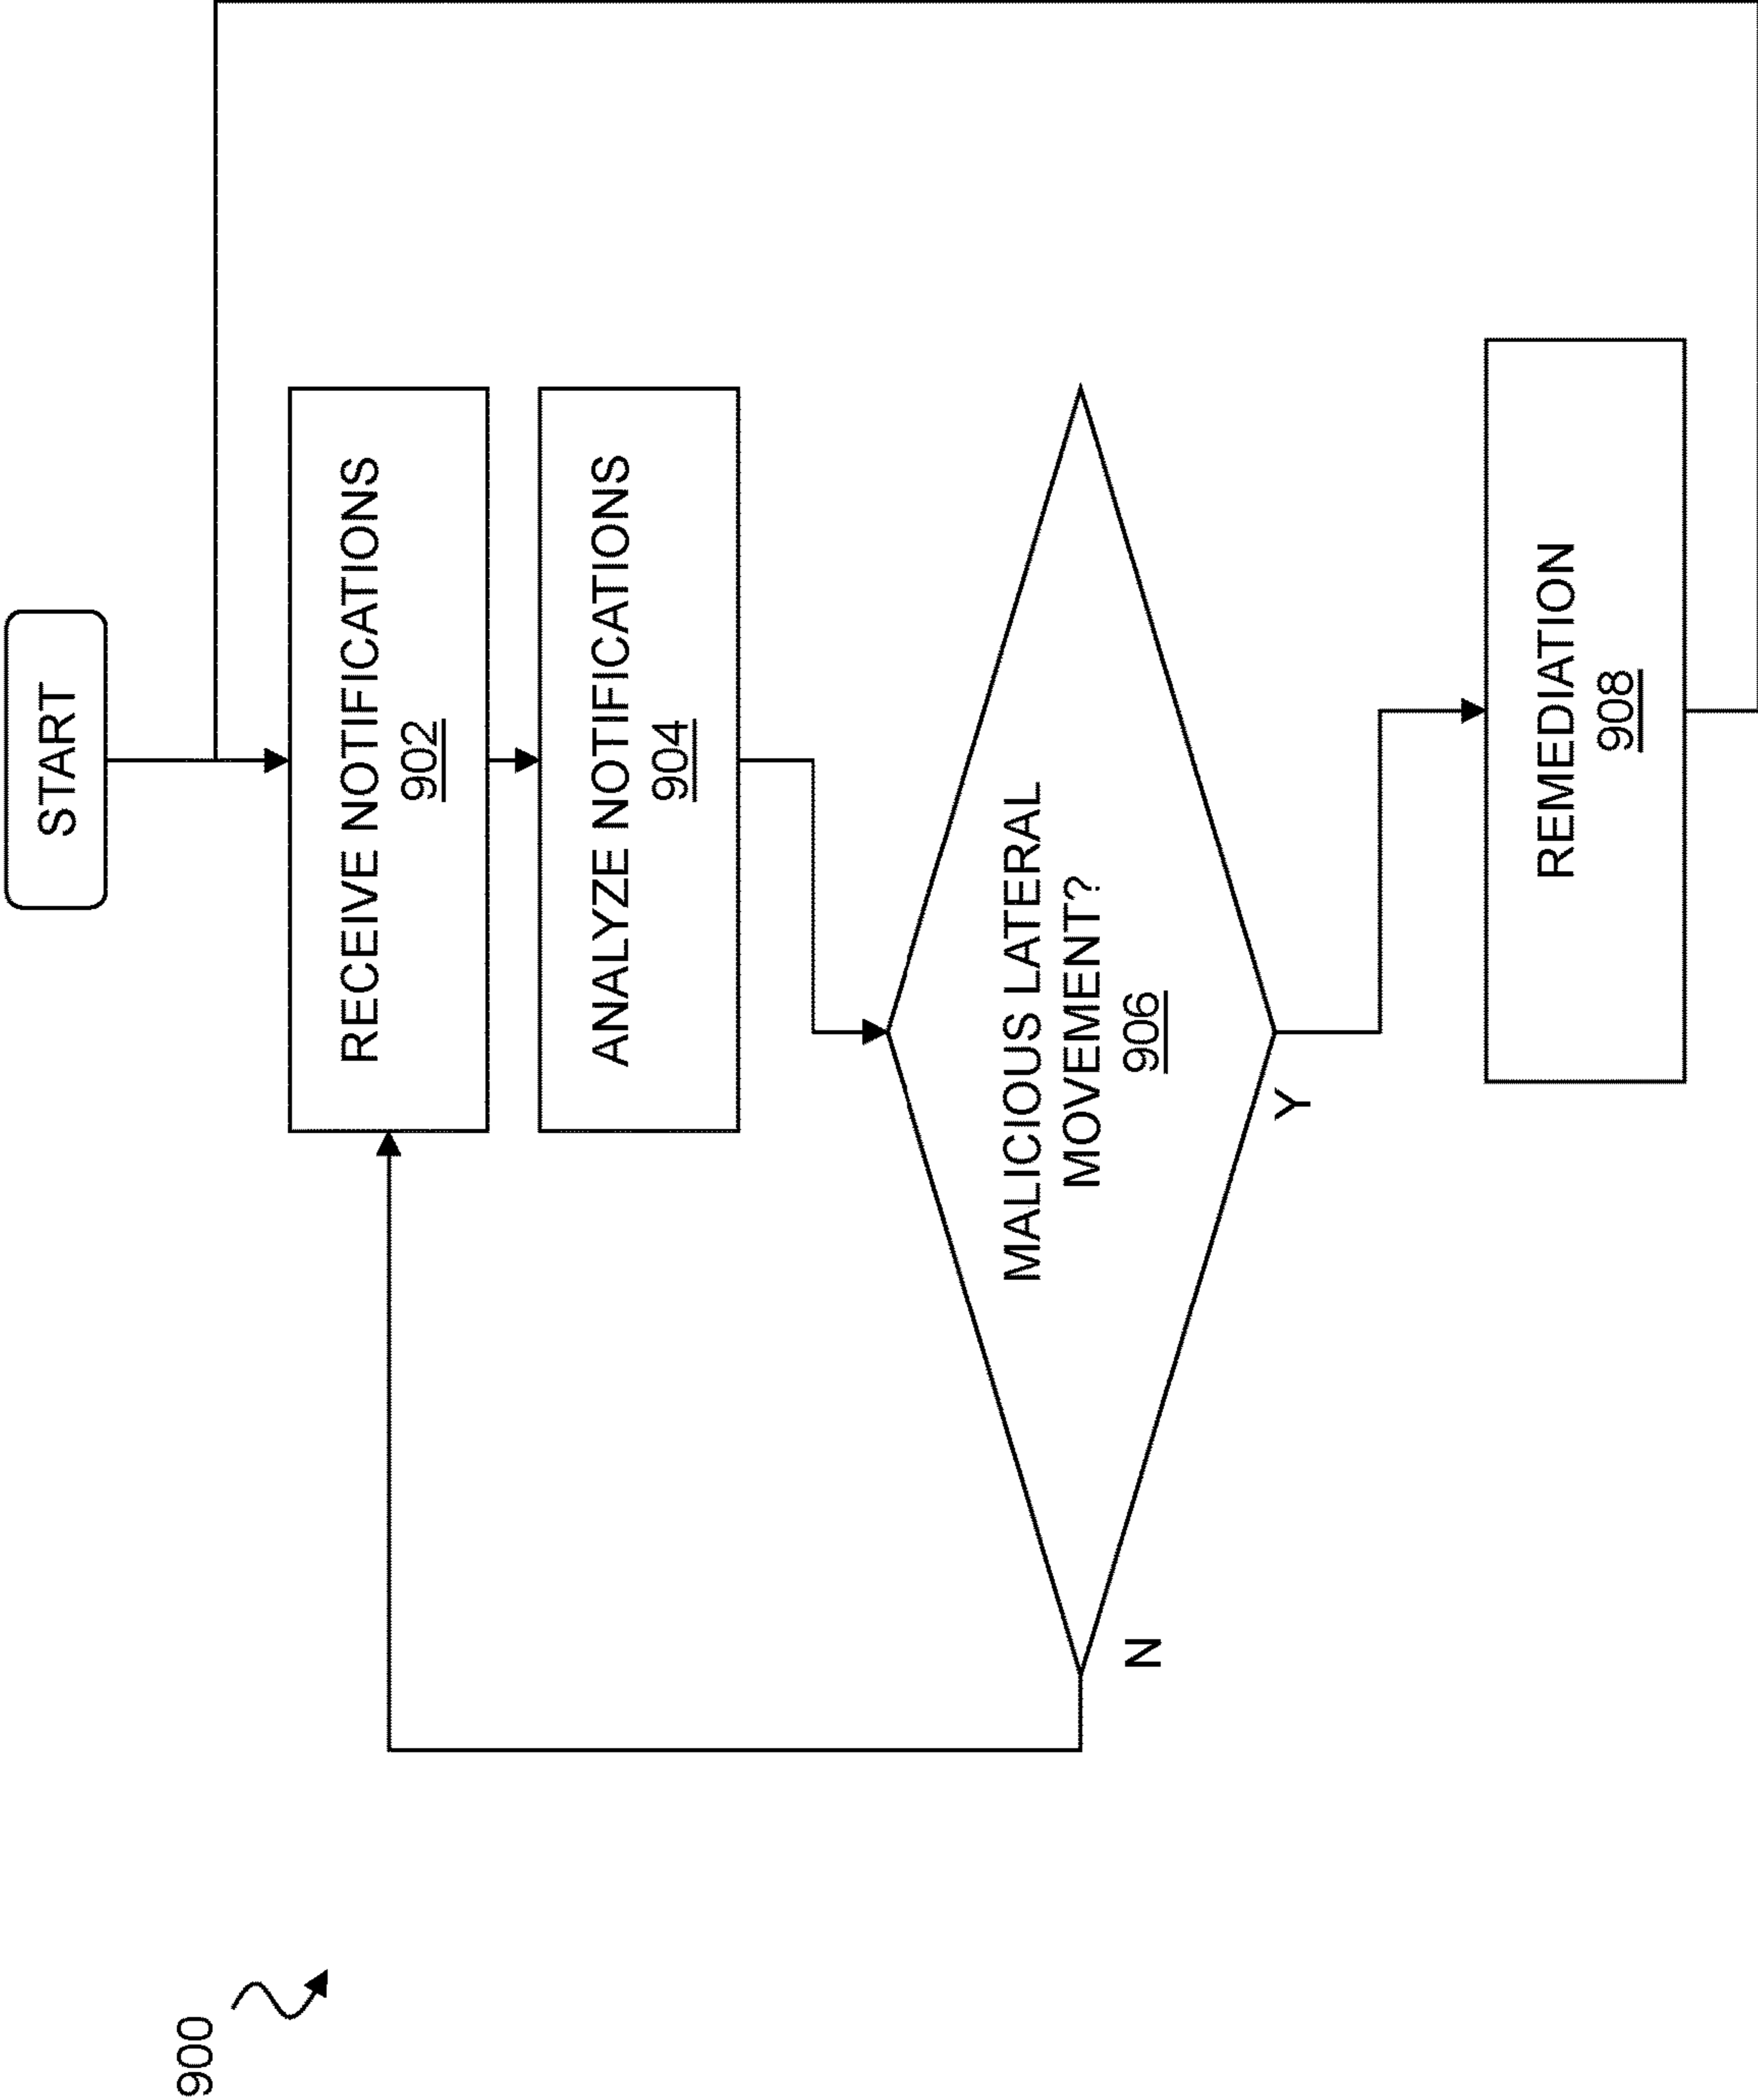 900
START
RECEIVE NOTIFICATIONS
902
ANALYZE NOTIFICATIONS
904
MALICIOUS LATERAL
MOVEMENT?
906
N
Y
REMEDIATION
908